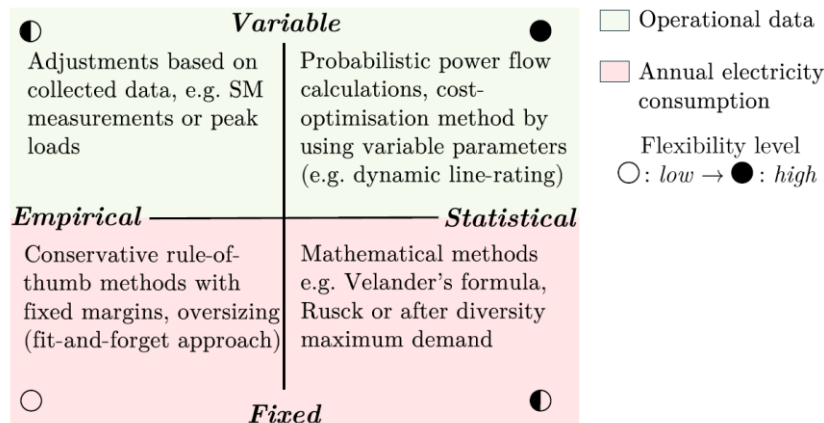 Variable
Adjustments based on
collected data, e.g. SM
measurements or peak
loads
Probabilistic power flow
calculations, cost-
optimisation method by
using variable parameters
(e.g. dynamic line-rating)
Empirical
Statistical
Conservative rule-of-
thumb methods with
fixed margins, oversizing
(fit-and-forget approach)
Mathematical methods
e.g. Velander's formula,
Rusck or after diversity
maximum demand
Fixed
Operational data
Annual electricity
consumption
Flexibility level
○: low → ●: high